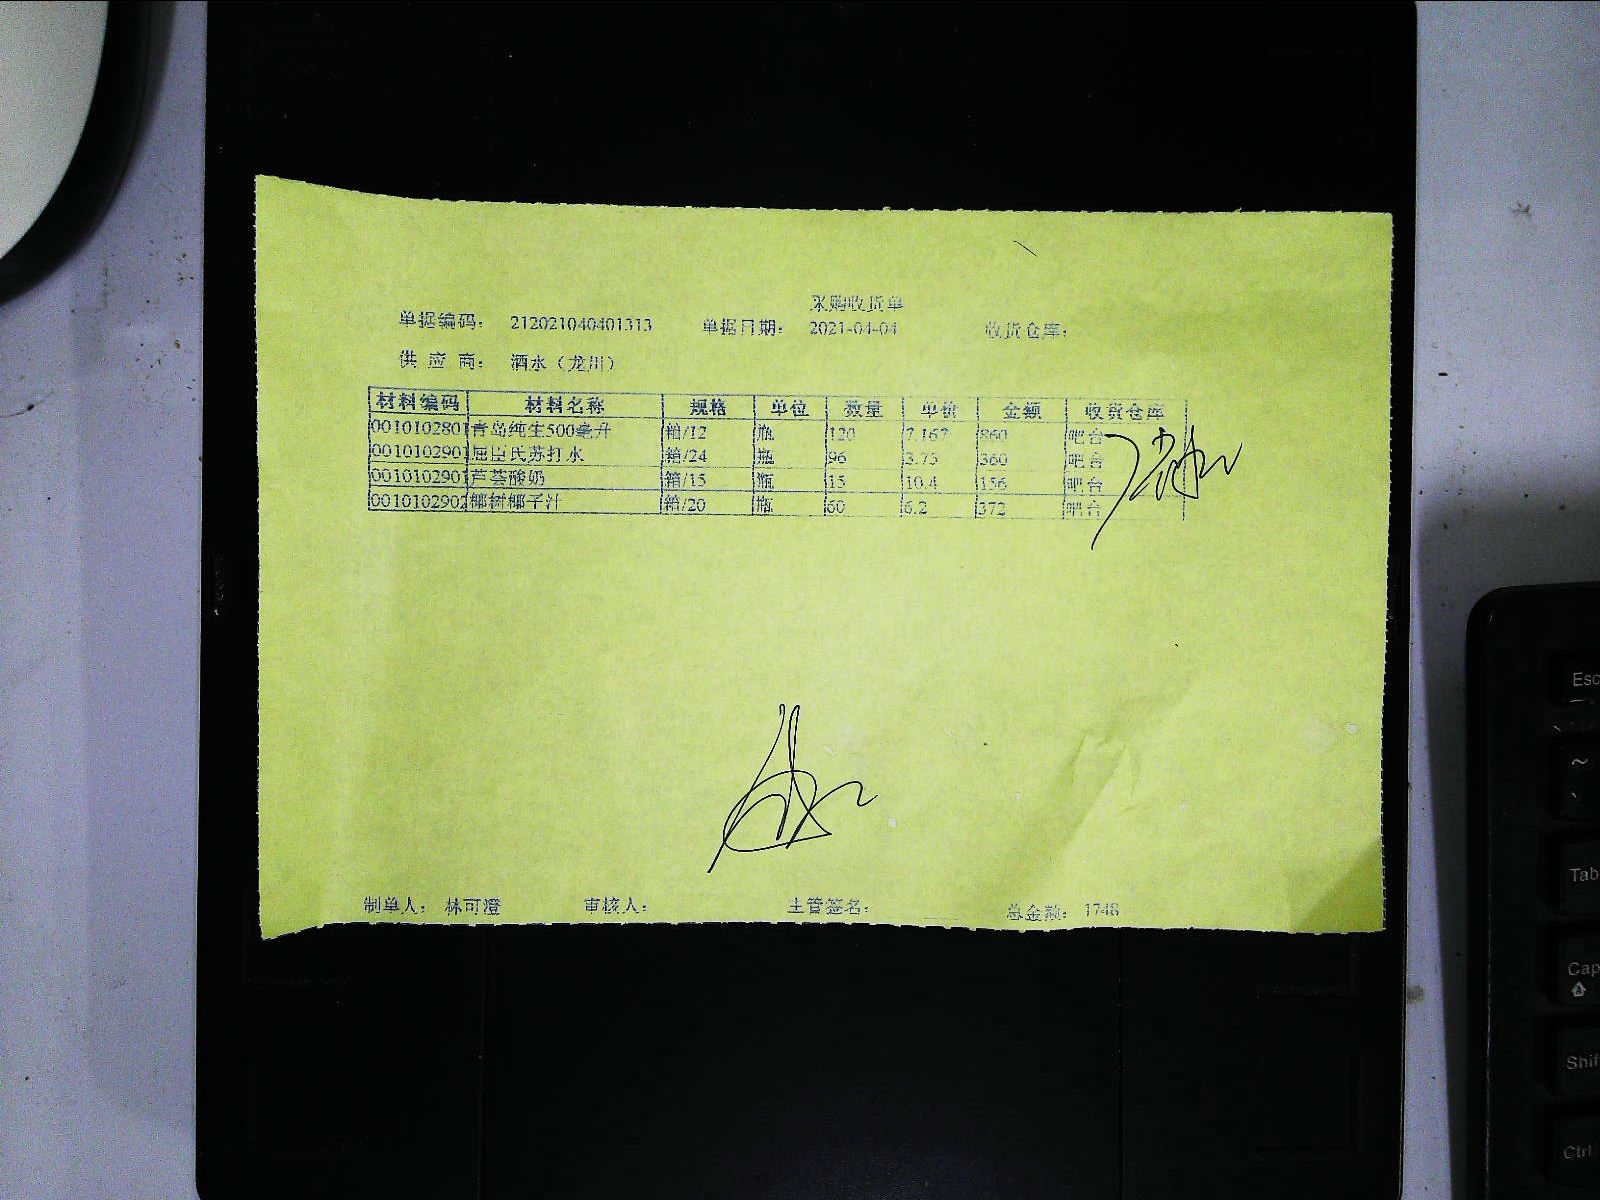 采购收货单
单据编码： 212021040401313 单据日期： 2021-04-04 收货仓库：
供 应 商： 酒水（龙川）
材料编码 材料名称 规格 单位 数量 单价 金额 收货仓库
0010102801 青岛纯生500毫升 箱/12 瓶 120 7.167 860 吧台
0010102901 屈臣氏苏打水 箱/24 瓶 96 3.75 360 吧台
0010102901 芦荟酸奶 箱/15 瓶 15 10.4 156 吧台
0010102902 椰树椰子汁 箱/20 瓶 60 6.2 372 吧台
制单人： 林可澄 审核人： 主管签名： 总金额： 1748
Esc
~
Tab
Cap
Shif
Ctrl